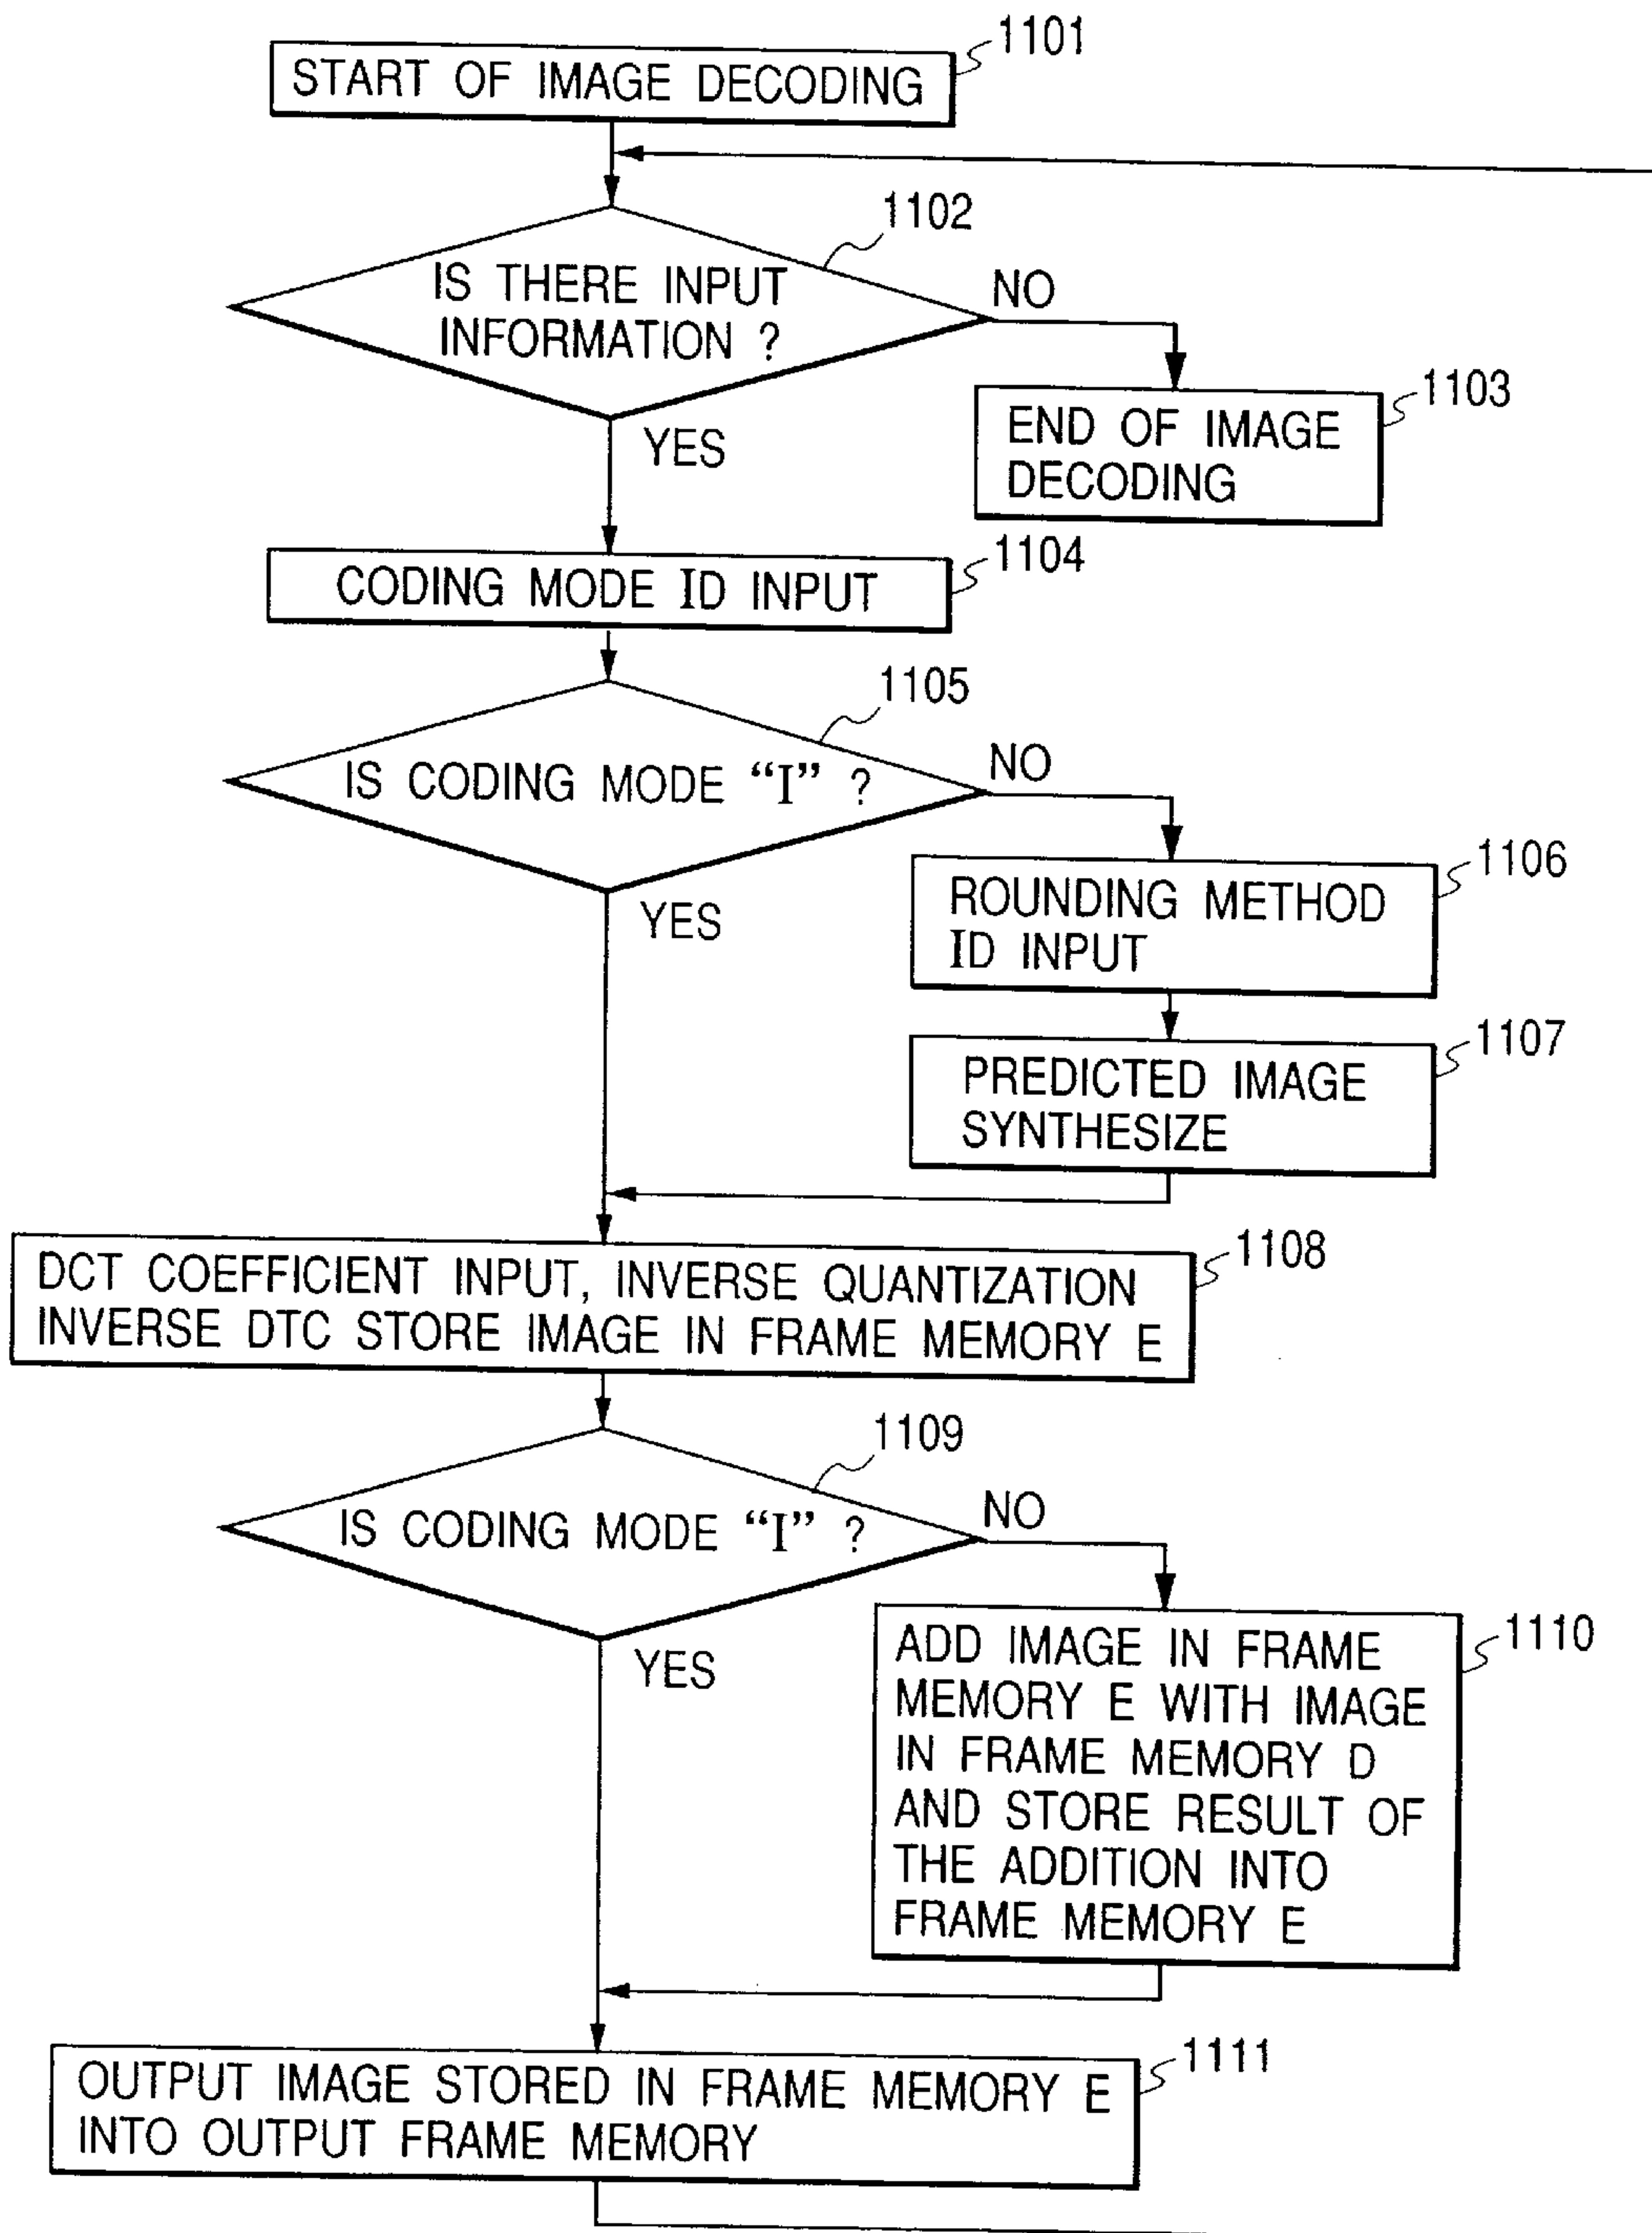 1101
START OF IMAGE DECODING
1102
IS THERE INPUT
INFORMATION ?
NO
YES
1103
END OF IMAGE
DECODING
1104
CODING MODE ID INPUT
1105
IS CODING MODE “I” ?
NO
YES
1106
ROUNDING METHOD
ID INPUT
1107
PREDICTED IMAGE
SYNTHESIZE
1108
DCT COEFFICIENT INPUT, INVERSE QUANTIZATION
INVERSE DTC STORE IMAGE IN FRAME MEMORY E
1109
IS CODING MODE “I” ?
NO
YES
1110
ADD IMAGE IN FRAME
MEMORY E WITH IMAGE
IN FRAME MEMORY D
AND STORE RESULT OF
THE ADDITION INTO
FRAME MEMORY E
1111
OUTPUT IMAGE STORED IN FRAME MEMORY E
INTO OUTPUT FRAME MEMORY